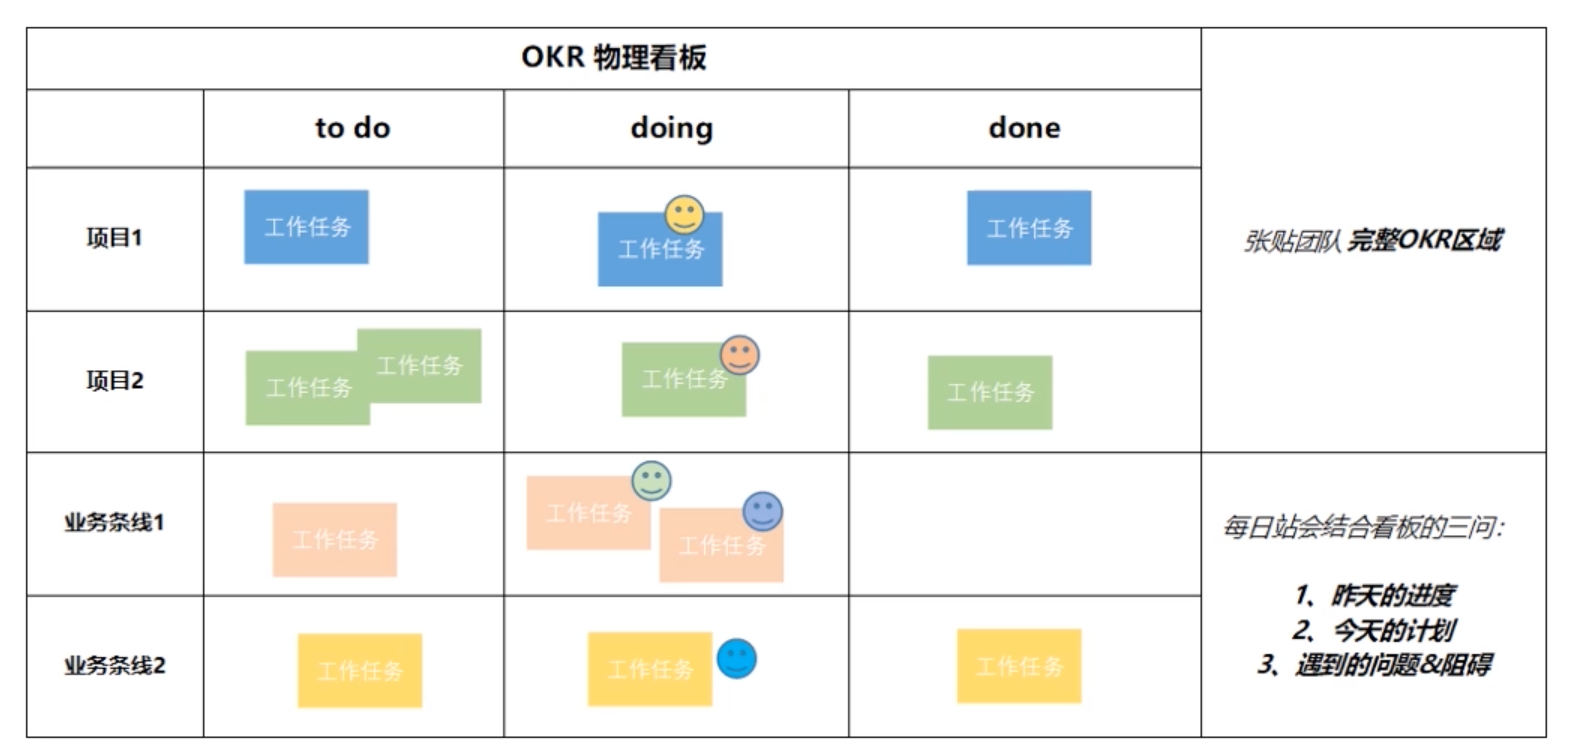 OKR 物理看板
to do
doing
done
项目1
工作任务
工作任务
工作任务
张贴团队 完整OKR区域
项目2
工作任务
工作任务
工作任务
工作任务
业务条线1
工作任务
工作任务
工作任务
每日站会结合看板的三问：
1、昨天的进度
2、今天的计划
3、遇到的问题&阻碍
业务条线2
工作任务
工作任务
工作任务